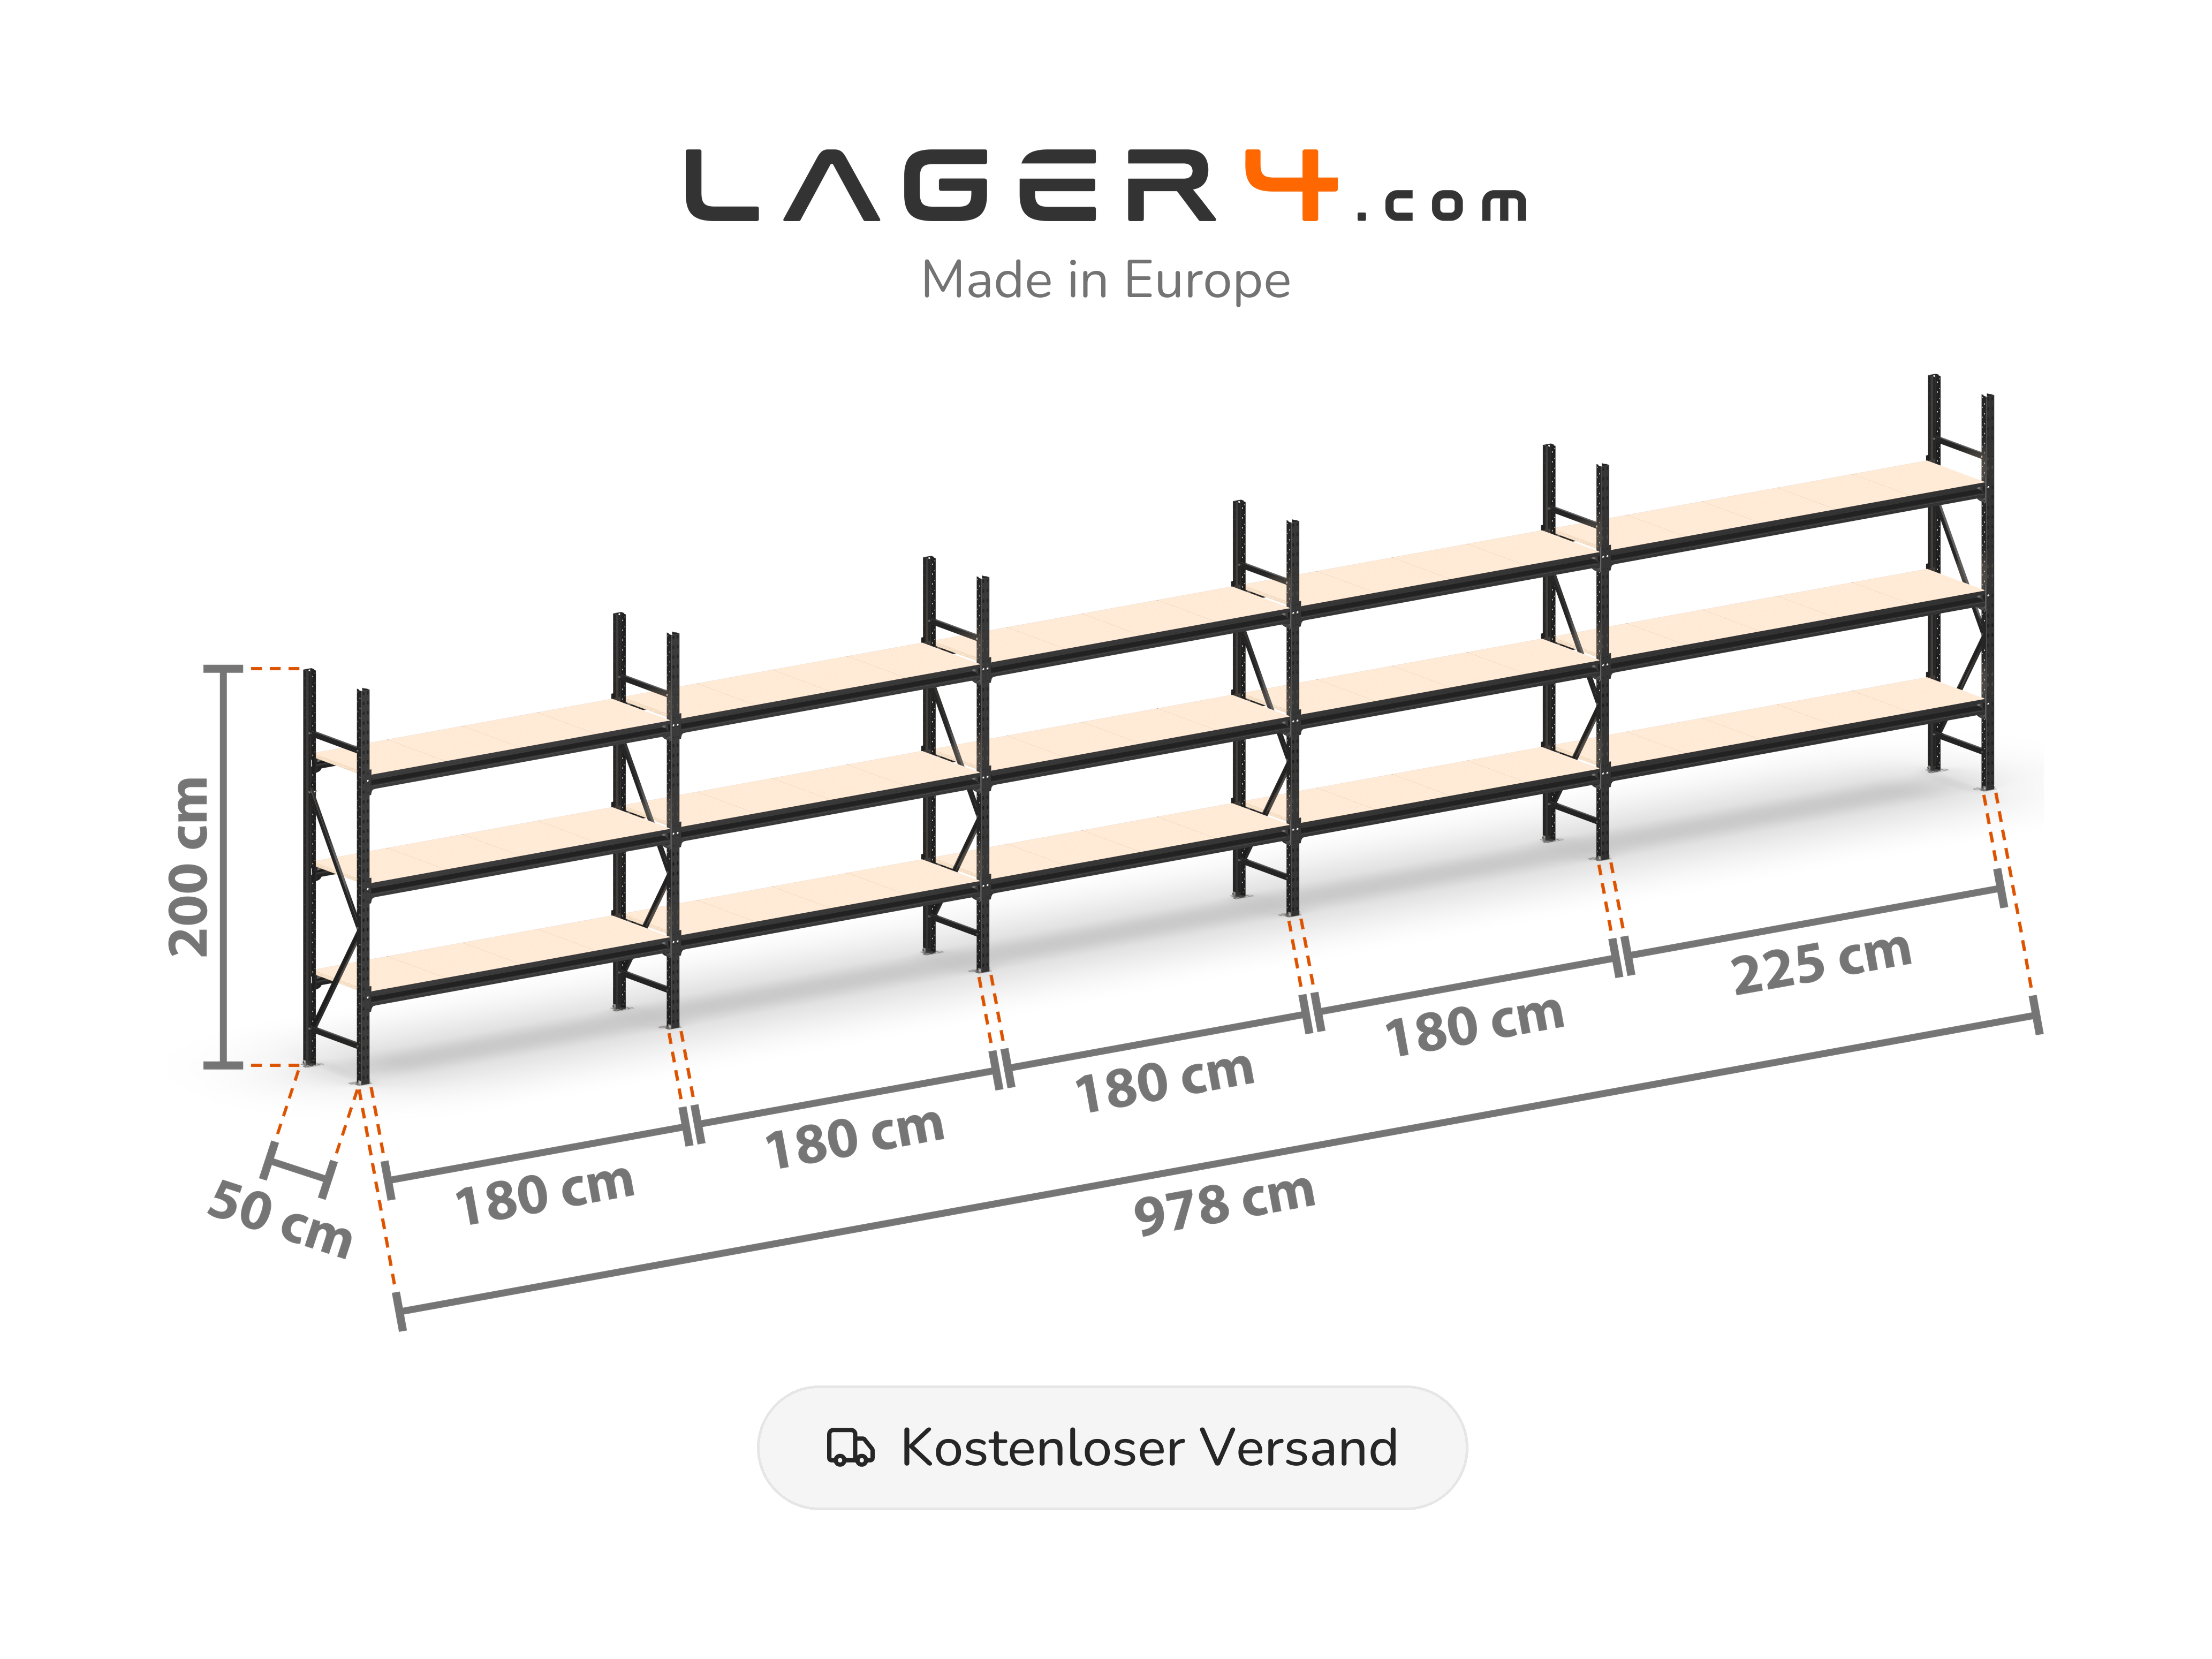 LAGER4.com
Made in Europe
200 cm
50 cm
180 cm
180 cm
180 cm
180 cm
225 cm
978 cm
Kostenloser Versand